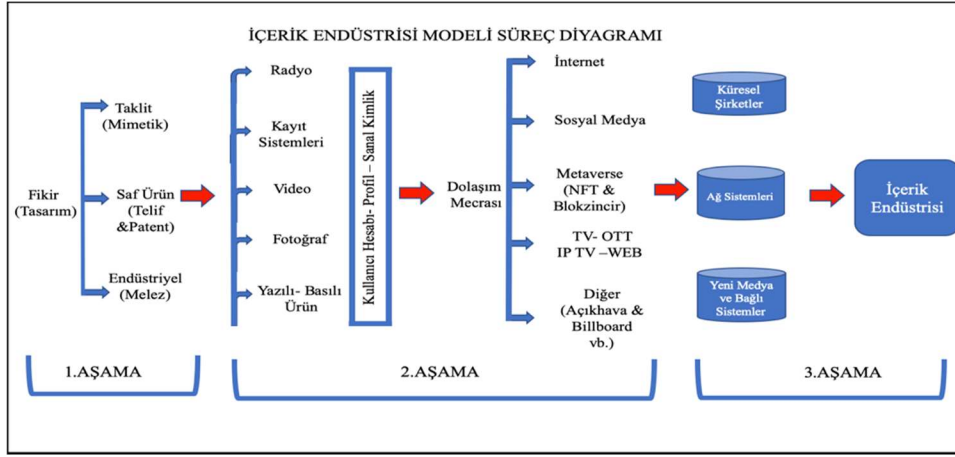 İÇERİK ENDÜSTRİSİ MODELİ SÜREÇ DİYAGRAMI
Fikir
(Tasarım)
Taklit
(Mimetik)
Saf Ürün
(Telif
&Patent)
Endüstriyel
(Melez)
Radyo
Kayıt
Sistemleri
Video
Fotoğraf
Yazılı- Basılı
Ürün
Kullanıcı Hesabı- Profil – Sanal Kimlik
Dolaşım
Mecrası
İnternet
Sosyal Medya
Metaverse
(NFT &
Blokzincir)
TV- OTT
IP TV –WEB
Diğer
(Açıkhava &
Billboard
vb.)
Küresel
Şirketler
Ağ Sistemleri
Yeni Medya
ve Bağlı
Sistemler
İçerik
Endüstrisi
1.AŞAMA
2.AŞAMA
3.AŞAMA